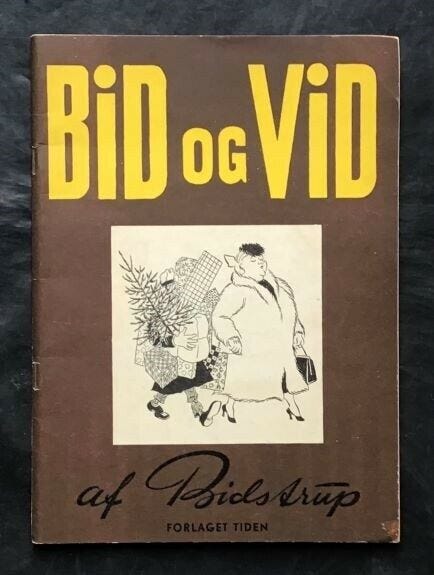 BiD OG ViD
af Bidstrup
FORLAGET TIDEN